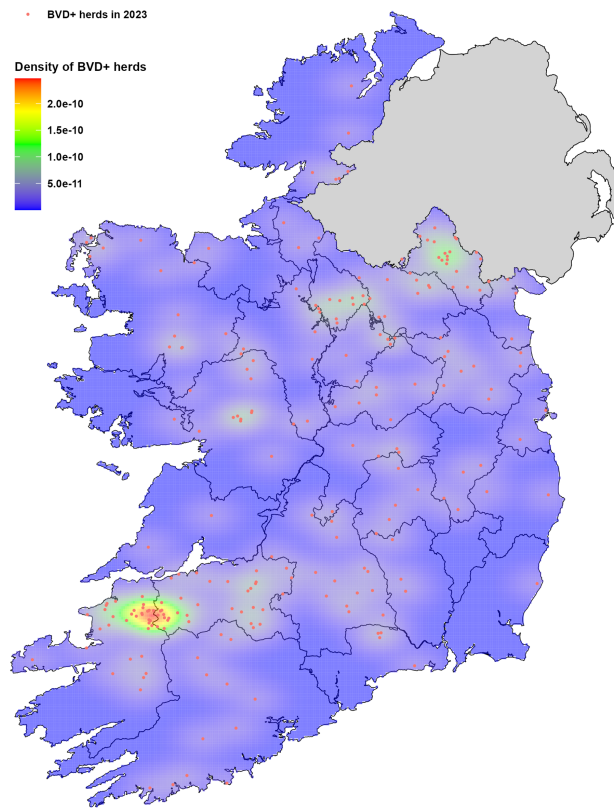 BVD+ herds in 2023
Density of BVD+ herds
2.0e-10
1.5e-10
1.0e-10
5.0e-11